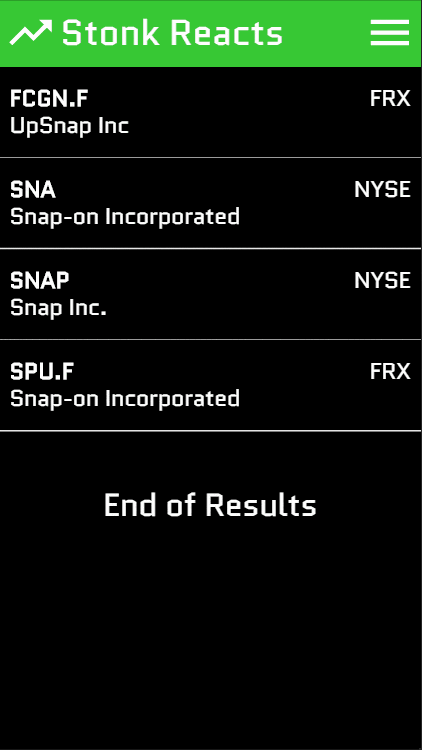 Stonk Reacts
FCGN.F FRX
UpSnap Inc
SNA NYSE
Snap-on Incorporated
SNAP NYSE
Snap Inc.
SPU.F FRX
Snap-on Incorporated
End of Results